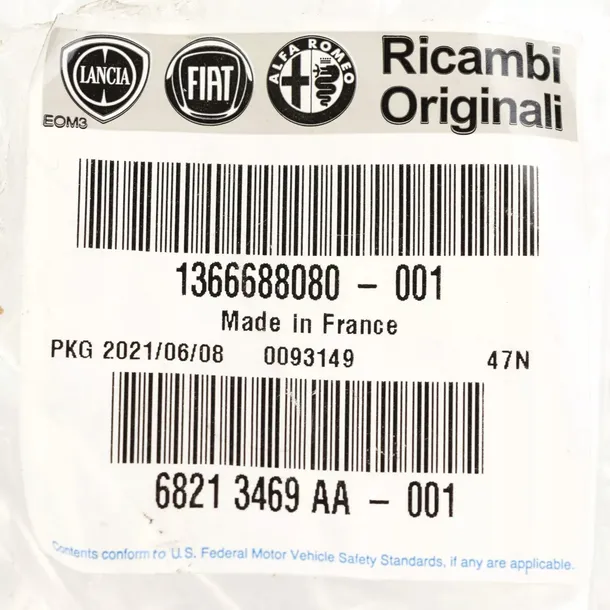 LANCIA
FIAT
ALFA ROMEO
Ricambi
Originali
EOM3
1366688080 - 001
Made in France
PKG 2021/06/08 0093149 47N
6821 3469 AA - 001
Contents conform to U.S. Federal Motor Vehicle Safety Standards, if any are applicable.